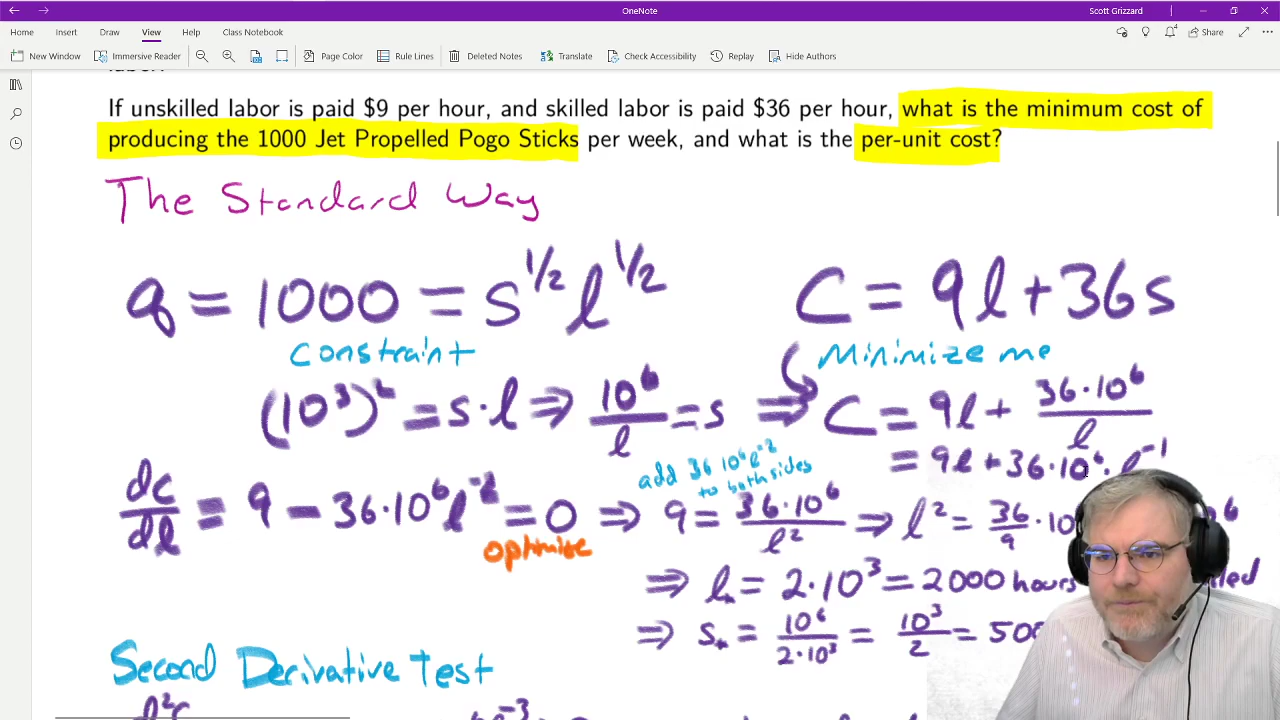 OneNote
Scott Grizzard
Home Insert Draw View Help Class Notebook
Share
New Window Immersive Reader Page Color Rule Lines Deleted Notes Translate Check Accessibility Replay Hide Authors
If unskilled labor is paid $9 per hour, and skilled labor is paid $36 per hour, what is the minimum cost of
producing the 1000 Jet Propelled Pogo Sticks per week, and what is the per-unit cost?
The Standard Way
q = 1000 = s^1/2 l^1/2
C = 9l + 36s
Constraint
Minimize me
(10^3)^2 = s·l ⇒ 10^6/l = s ⇒ C = 9l + 36·10^6/l
= 9l + 36·10^6·l^-1
add 36 10^6 l^-2
to both sides
dc/dl = 9 - 36·10^6 l^-2 = 0 ⇒ 9 = 36·10^6/l^2 ⇒ l^2 = 36/9 ·10
optimize
⇒ l* = 2·10^3 = 2000 hours
⇒ s* = 10^6/2·10^3 = 10^3/2 = 500
Second Derivative Test